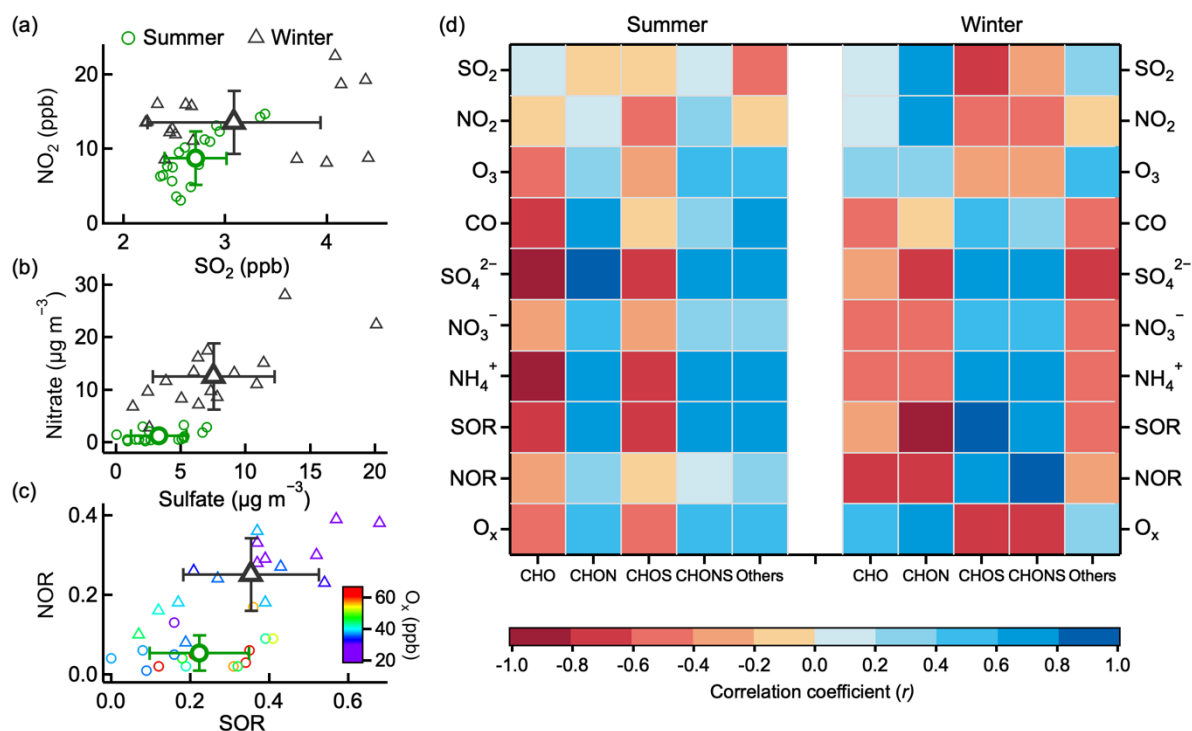 (a)
Summer
Winter
20
10
0
NO₂ (ppb)
2
3
4
SO₂ (ppb)
(b)
30
20
10
0
Nitrate (μg m⁻³)
0
5
10
15
20
Sulfate (μg m⁻³)
(c)
0.4
0.2
0.0
NOR
0.0
0.2
0.4
0.6
SOR
60
40
20
Oₓ (ppb)
(d)
Summer
Winter
SO₂
SO₂
NO₂
NO₂
O₃
O₃
CO
CO
SO₄²⁻
SO₄²⁻
NO₃⁻
NO₃⁻
NH₄⁺
NH₄⁺
SOR
SOR
NOR
NOR
Oₓ
Oₓ
CHO CHON CHOS CHONS Others
CHO CHON CHOS CHONS Others
-1.0 -0.8 -0.6 -0.4 -0.2 0.0 0.2 0.4 0.6 0.8 1.0
Correlation coefficient (r)